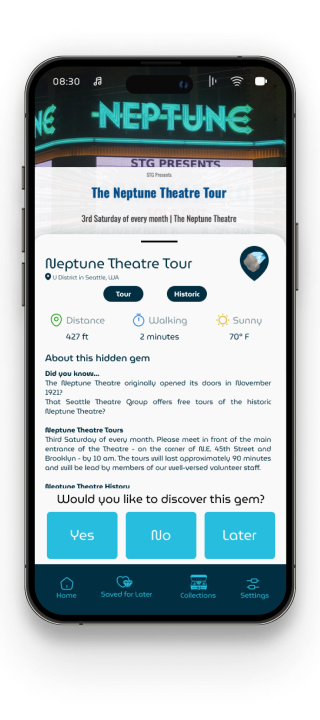 08:30
NE
NEPTUNE
STG PRESENTS
STG Presents
The Neptune Theatre Tour
3rd Saturday of every month | The Neptune Theatre
Neptune Theatre Tour
U District in Seattle, WA
Tour
Historic
Distance
Walking
Sunny
427 ft
2 minutes
70° F
About this hidden gem
Did you know...
The Neptune Theatre originally opened its doors in November
1921?
That Seattle Theatre Group offers free tours of the historic
Neptune Theatre?
Neptune Theatre Tours
Third Saturday of every month. Please meet in front of the main
entrance of the Theatre - on the corner of N.E. 45th Street and
Brooklyn - by 10 am. The tours will last approximately 90 minutes
and will be lead by members of our well-versed volunteer staff.
Neptune Theatre History
Would you like to discover this gem?
Yes
No
Later
Home
Saved for Later
Collections
Settings